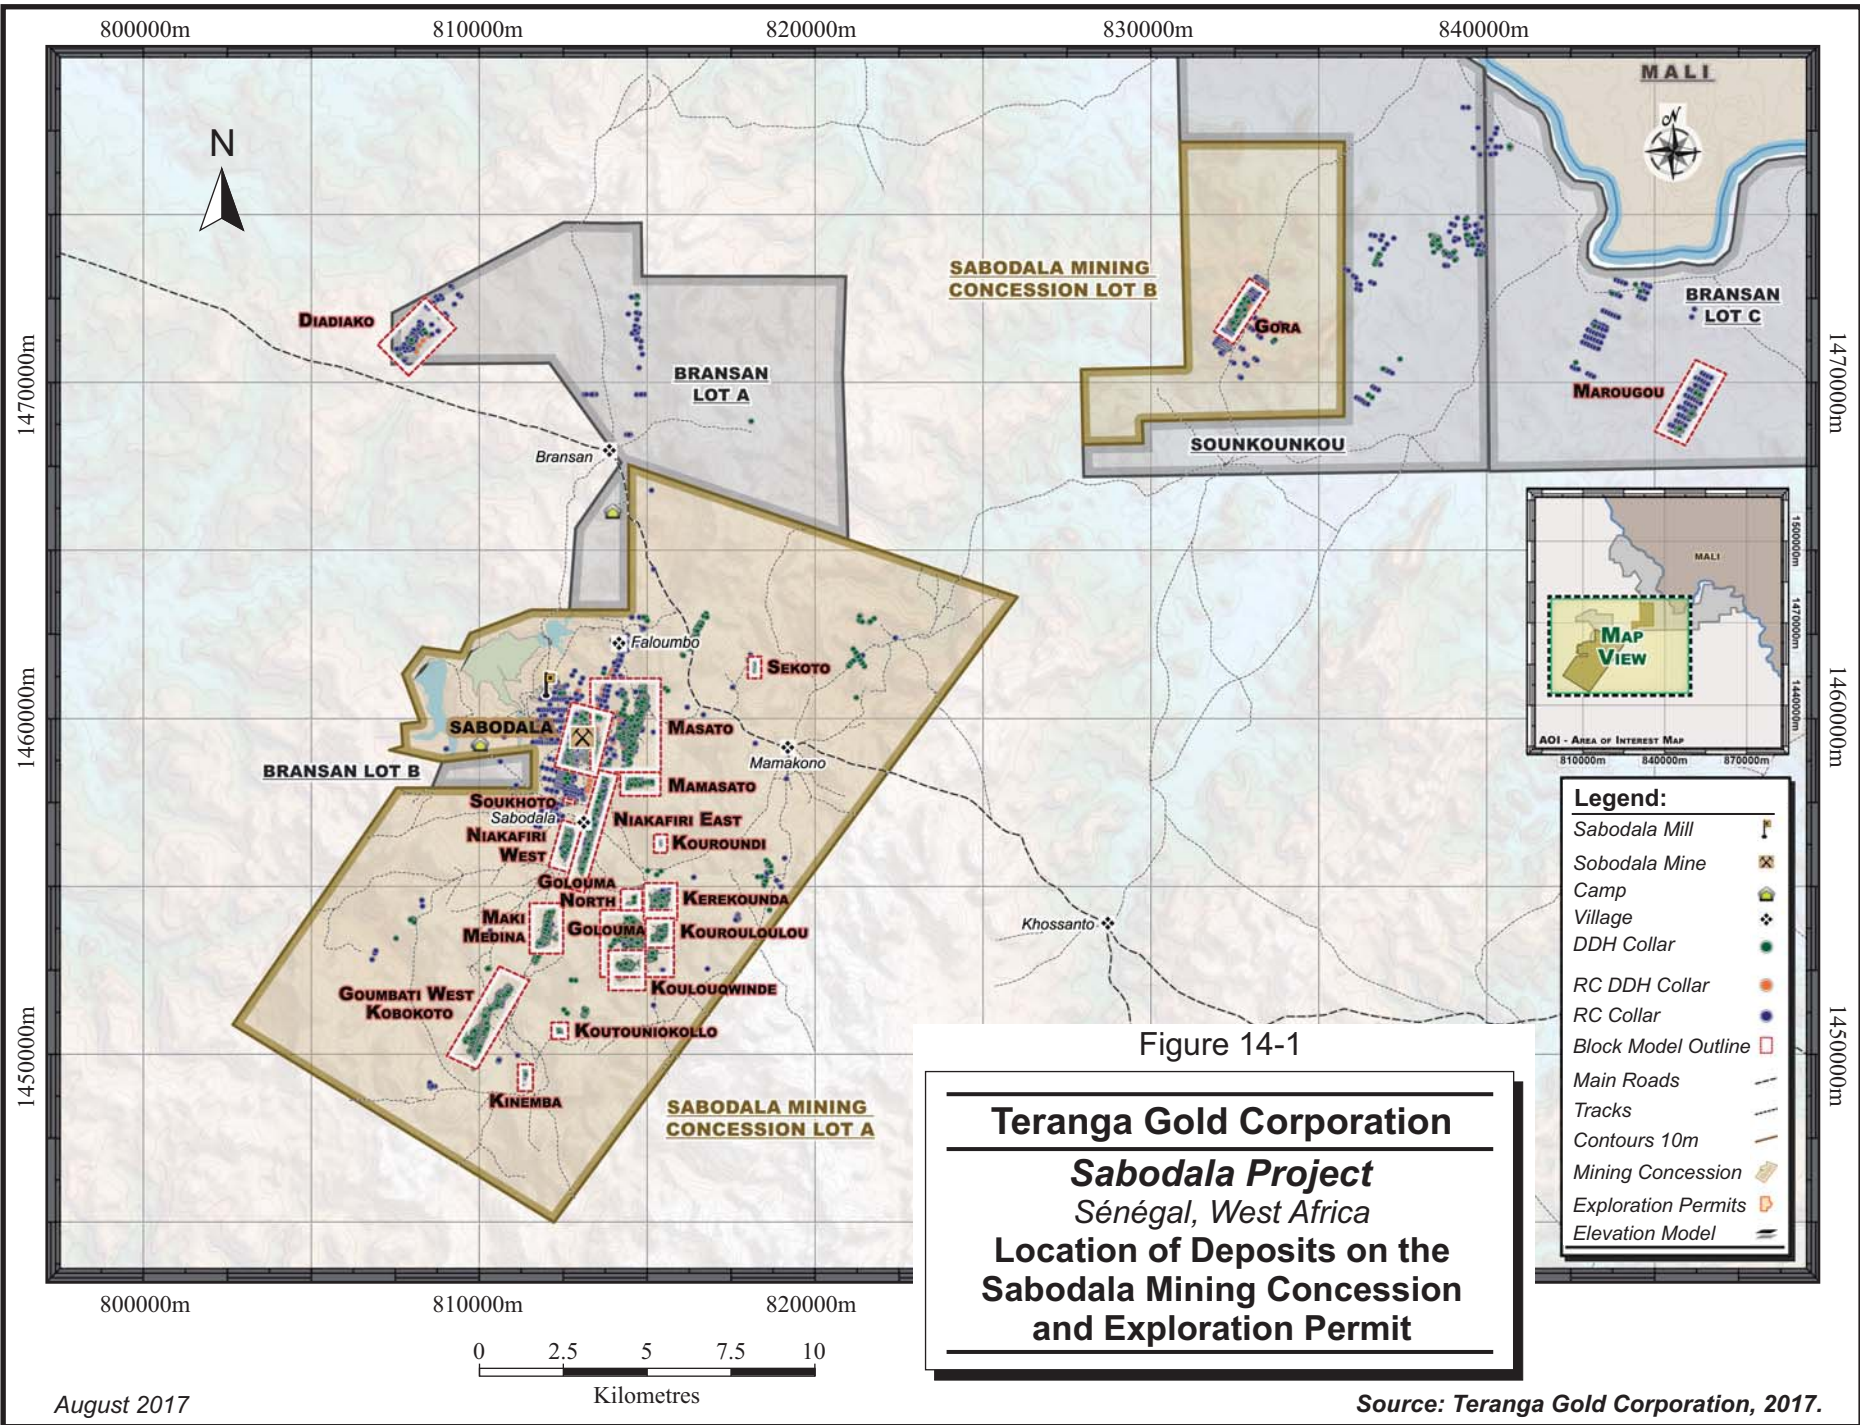 800000m
810000m
820000m
830000m
840000m
MALI
N
N
SABODALA MINING
CONCESSION LOT B
BRANSAN
LOT C
DIADIAKO
GORA
1470000m
1470000m
BRANSAN
LOT A
MAROUGOU
SOUNKOUNKOU
Bransan
1500000m
MALI
1470000m
MAP
VIEW
1440000m
AOI - AREA OF INTEREST MAP
810000m
840000m
870000m
Faloumbo
SEKOTO
1460000m
1460000m
SABODALA
MASATO
Mamakono
BRANSAN LOT B
MAMASATO
SOUKHOTO
Sabodala
NIAKAFIRI
WEST
NIAKAFIRI EAST
KOUROUNDI
GOLOUMA
NORTH
KEREKOUNDA
MAKI
MEDINA
GOLOUMA
KOUROULOULOU
Khossanto
GOUMBATI WEST
KOBOKOTO
KOULOUQWINDE
KOUTOUNIOKOLLO
KINEMBA
1450000m
1450000m
SABODALA MINING
CONCESSION LOT A
Legend:
Sabodala Mill
Sobodala Mine
Camp
Village
DDH Collar
RC DDH Collar
RC Collar
Block Model Outline
Main Roads
Tracks
Contours 10m
Mining Concession
Exploration Permits
Elevation Model
Figure 14-1
Teranga Gold Corporation
Sabodala Project
Sénégal, West Africa
Location of Deposits on the
Sabodala Mining Concession
and Exploration Permit
800000m
810000m
820000m
0
2.5
5
7.5
10
Kilometres
August 2017
Source: Teranga Gold Corporation, 2017.